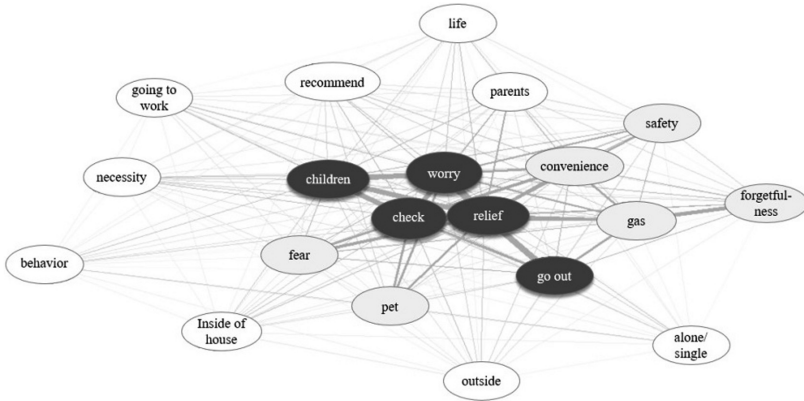 life
recommend
parents
going to
work
safety
convenience
worry
children
necessity
forgetful-
ness
check
relief
gas
fear
behavior
go out
pet
Inside of
house
alone/
single
outside